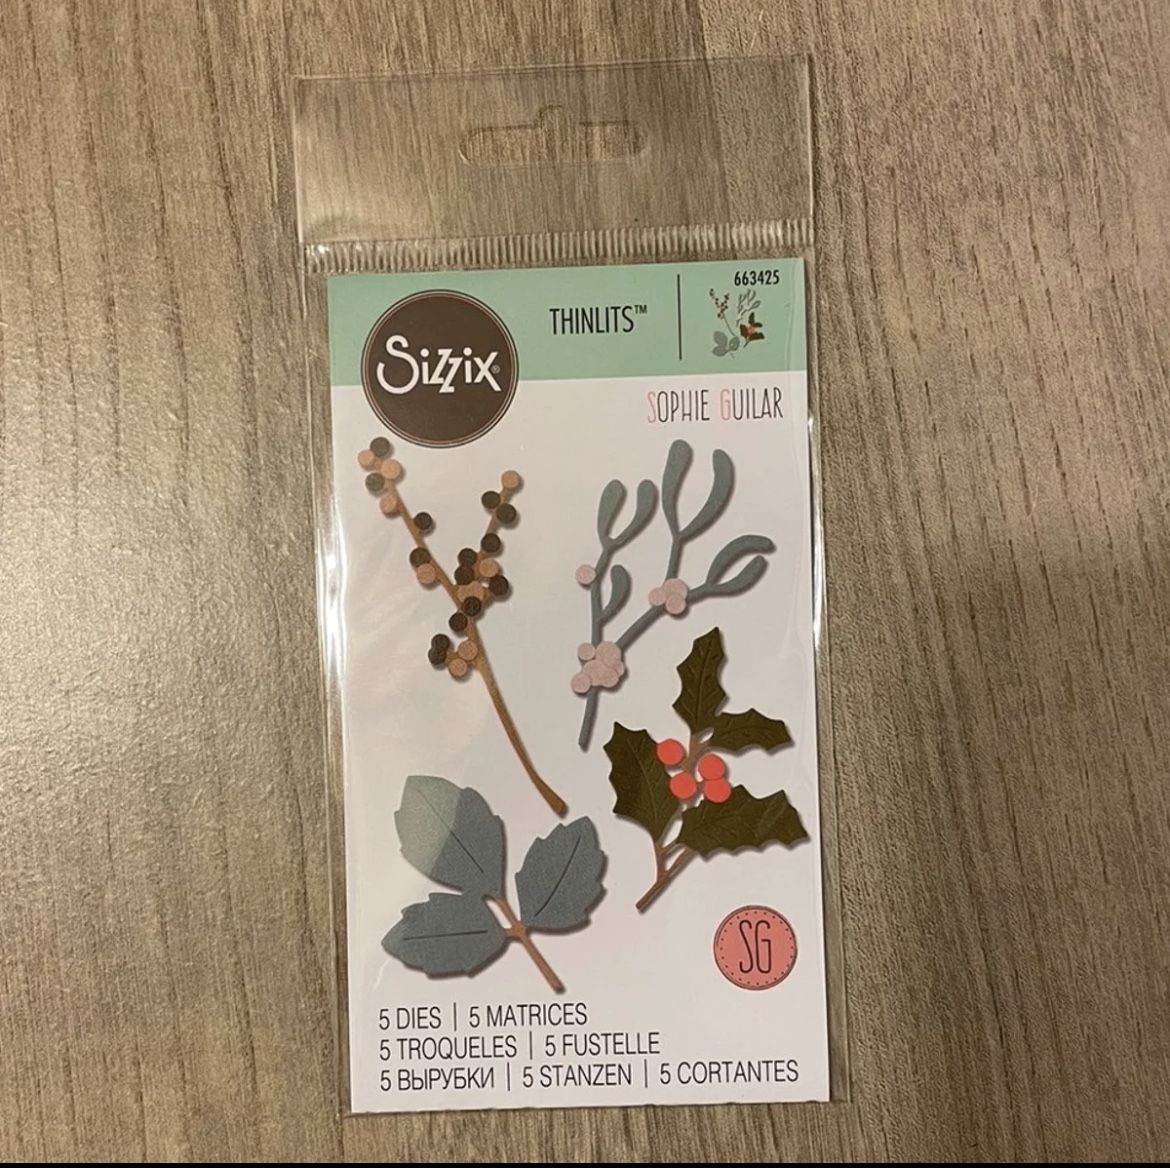 663425
THINLITS™
Sizzix®
SOPHIE GUILAR
SG
5 DIES | 5 MATRICES
5 TROQUELES | 5 FUSTELLE
5 ВЫРУБКИ | 5 STANZEN | 5 CORTANTES